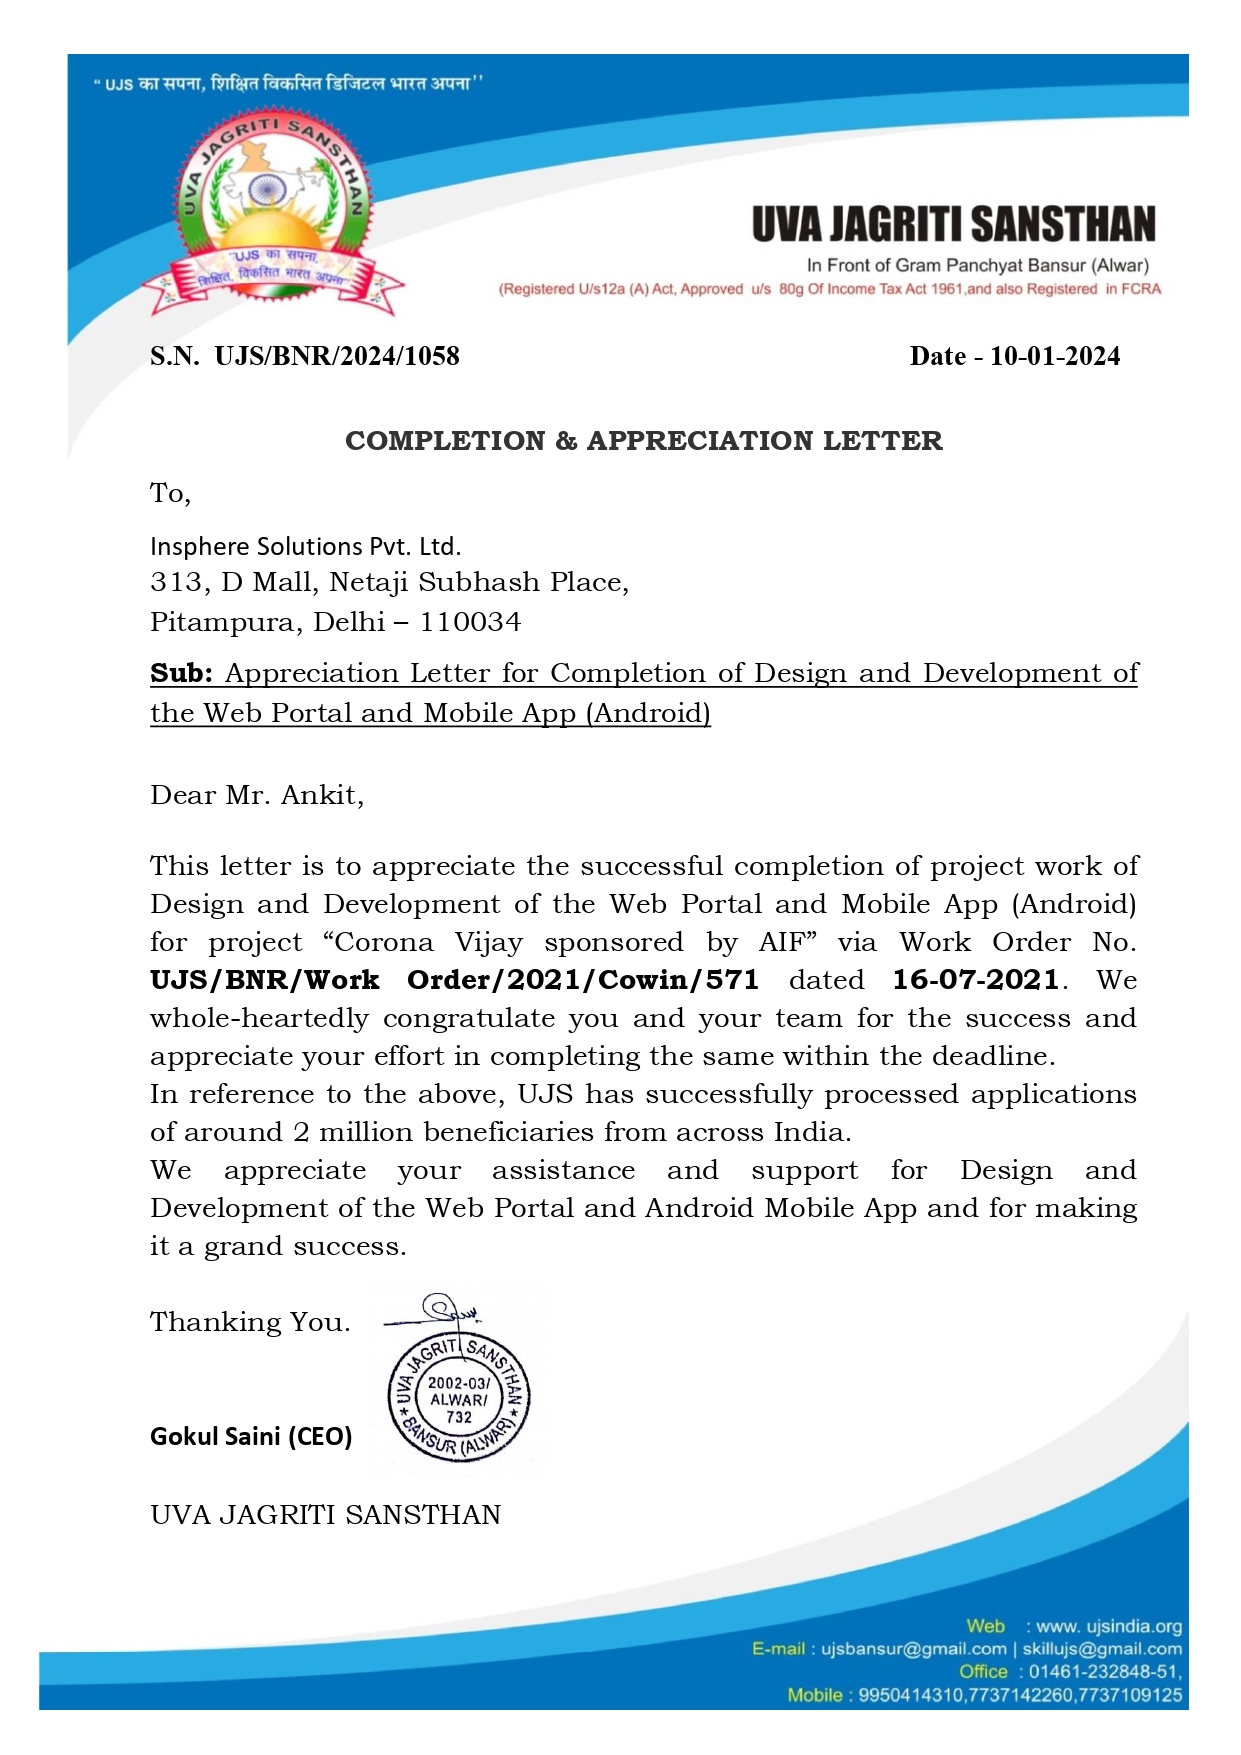 “ UJS का सपना, शिक्षित विकसित डिजिटल भारत अपना’’
UVA JAGRITI SANSTHAN
“UJS का सपना,
शिक्षित, विकसित भारत अपना”
UVA JAGRITI SANSTHAN
In Front of Gram Panchyat Bansur (Alwar)
(Registered U/s12a (A) Act, Approved u/s 80g Of Income Tax Act 1961,and also Registered in FCRA
S.N. UJS/BNR/2024/1058 Date - 10-01-2024
COMPLETION & APPRECIATION LETTER
To,
Insphere Solutions Pvt. Ltd.
313, D Mall, Netaji Subhash Place,
Pitampura, Delhi – 110034
Sub: Appreciation Letter for Completion of Design and Development of
the Web Portal and Mobile App (Android)
Dear Mr. Ankit,
This letter is to appreciate the successful completion of project work of
Design and Development of the Web Portal and Mobile App (Android)
for project “Corona Vijay sponsored by AIF” via Work Order No.
UJS/BNR/Work Order/2021/Cowin/571 dated 16-07-2021. We
whole-heartedly congratulate you and your team for the success and
appreciate your effort in completing the same within the deadline.
In reference to the above, UJS has successfully processed applications
of around 2 million beneficiaries from across India.
We appreciate your assistance and support for Design and
Development of the Web Portal and Android Mobile App and for making
it a grand success.
Thanking You.
UVA JAGRITI SANSTHAN
2002-03/
ALWAR/
732
★ BANSUR (ALWAR) ★
Gokul Saini (CEO)
UVA JAGRITI SANSTHAN
Web : www. ujsindia.org
E-mail : ujsbansur@gmail.com | skillujs@gmail.com
Office : 01461-232848-51,
Mobile : 9950414310,7737142260,7737109125